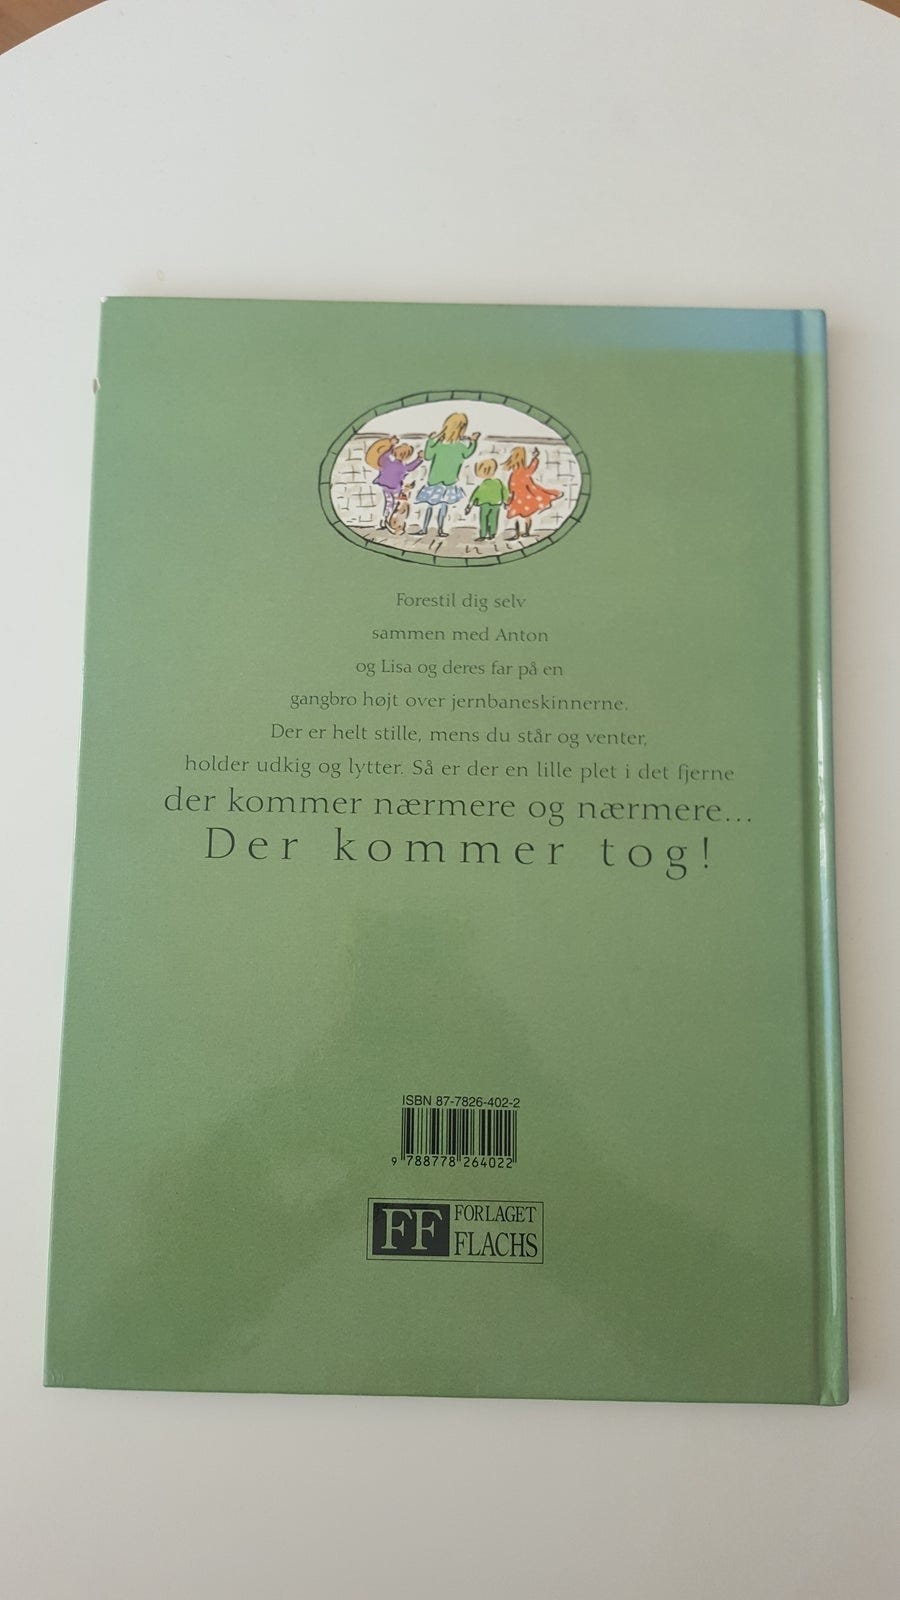 Forestil dig selv
sammen med Anton
og Lisa og deres far på en
gangbro højt over jernbaneskinnerne.
Der er helt stille, mens du står og venter,
holder udkig og lytter. Så er der en lille plet i det fjerne
der kommer nærmere og nærmere...
Der kommer tog!
ISBN 87-7826-402-2
9 788778 264022
FF FORLAGET
FLACHS